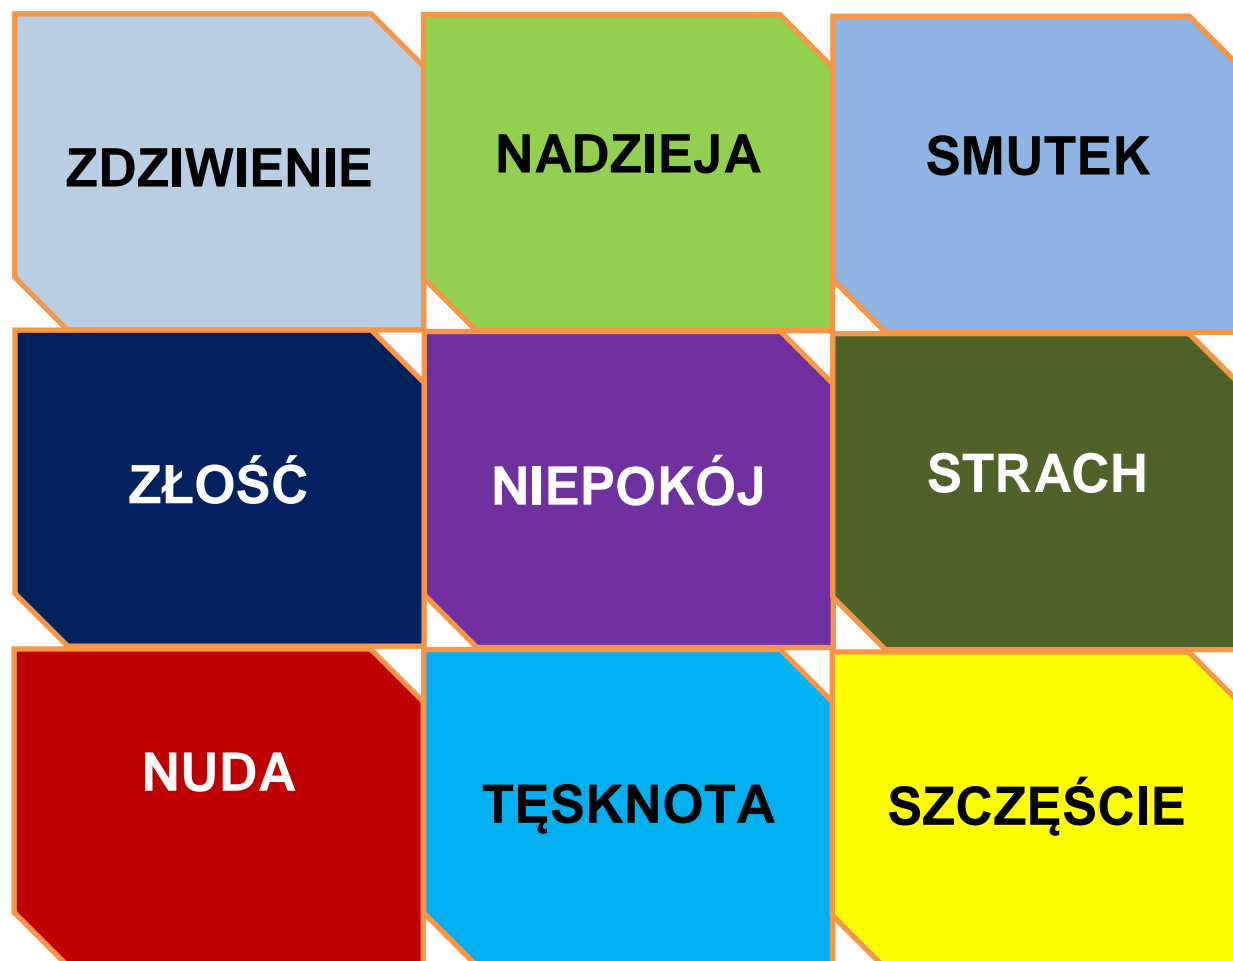 ZDZIWIENIE
NADZIEJA
SMUTEK
ZŁOŚĆ
NIEPOKÓJ
STRACH
NUDA
TĘSKNOTA
SZCZĘŚCIE